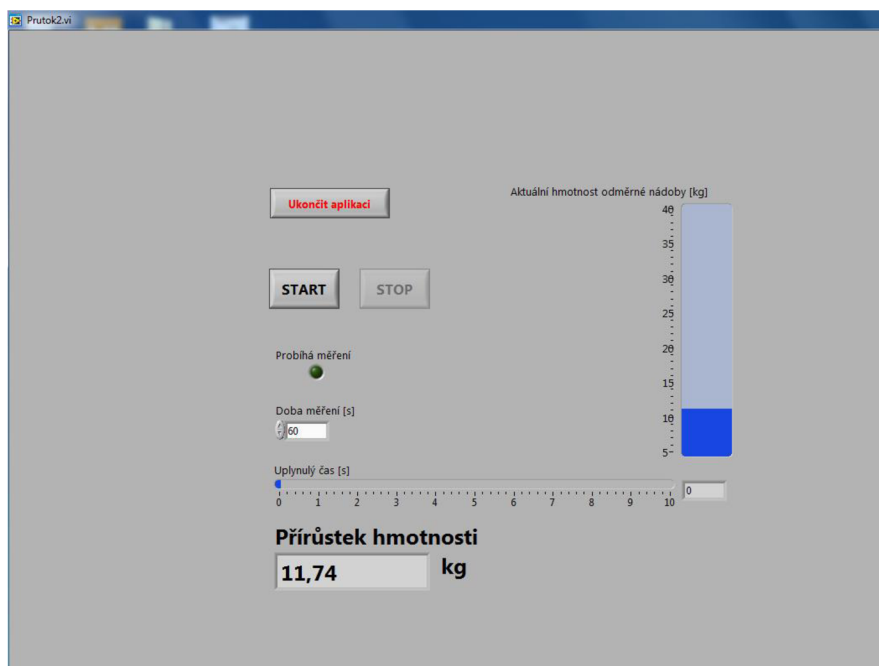 Prutok2.vi
Ukončit aplikaci
Aktuální hmotnost odměrné nádoby [kg]
40
35
30
25
20
15
10
5
START STOP
Probíhá měření
Doba měření [s]
60
Uplynulý čas [s]
0
0 1 2 3 4 5 6 7 8 9 10
Přírůstek hmotnosti
11,74 kg